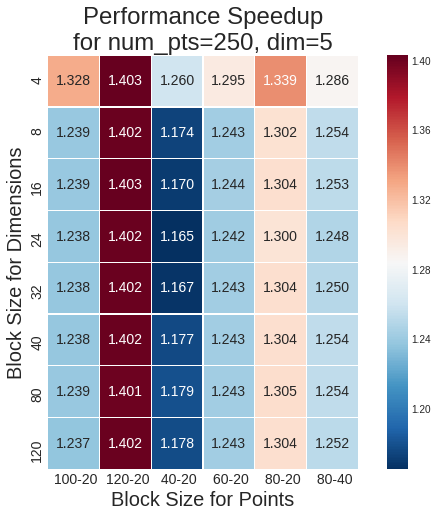 Performance Speedup
for num_pts=250, dim=5
Block Size for Dimensions
4 1.328 1.403 1.260 1.295 1.339 1.286
8 1.239 1.402 1.174 1.243 1.302 1.254
16 1.239 1.403 1.170 1.244 1.304 1.253
24 1.238 1.402 1.165 1.242 1.300 1.248
32 1.238 1.402 1.167 1.243 1.304 1.250
40 1.238 1.402 1.177 1.243 1.304 1.254
80 1.239 1.401 1.179 1.243 1.305 1.254
120 1.237 1.402 1.178 1.243 1.304 1.252
100-20 120-20 40-20 60-20 80-20 80-40
Block Size for Points
1.40
1.36
1.32
1.28
1.24
1.20